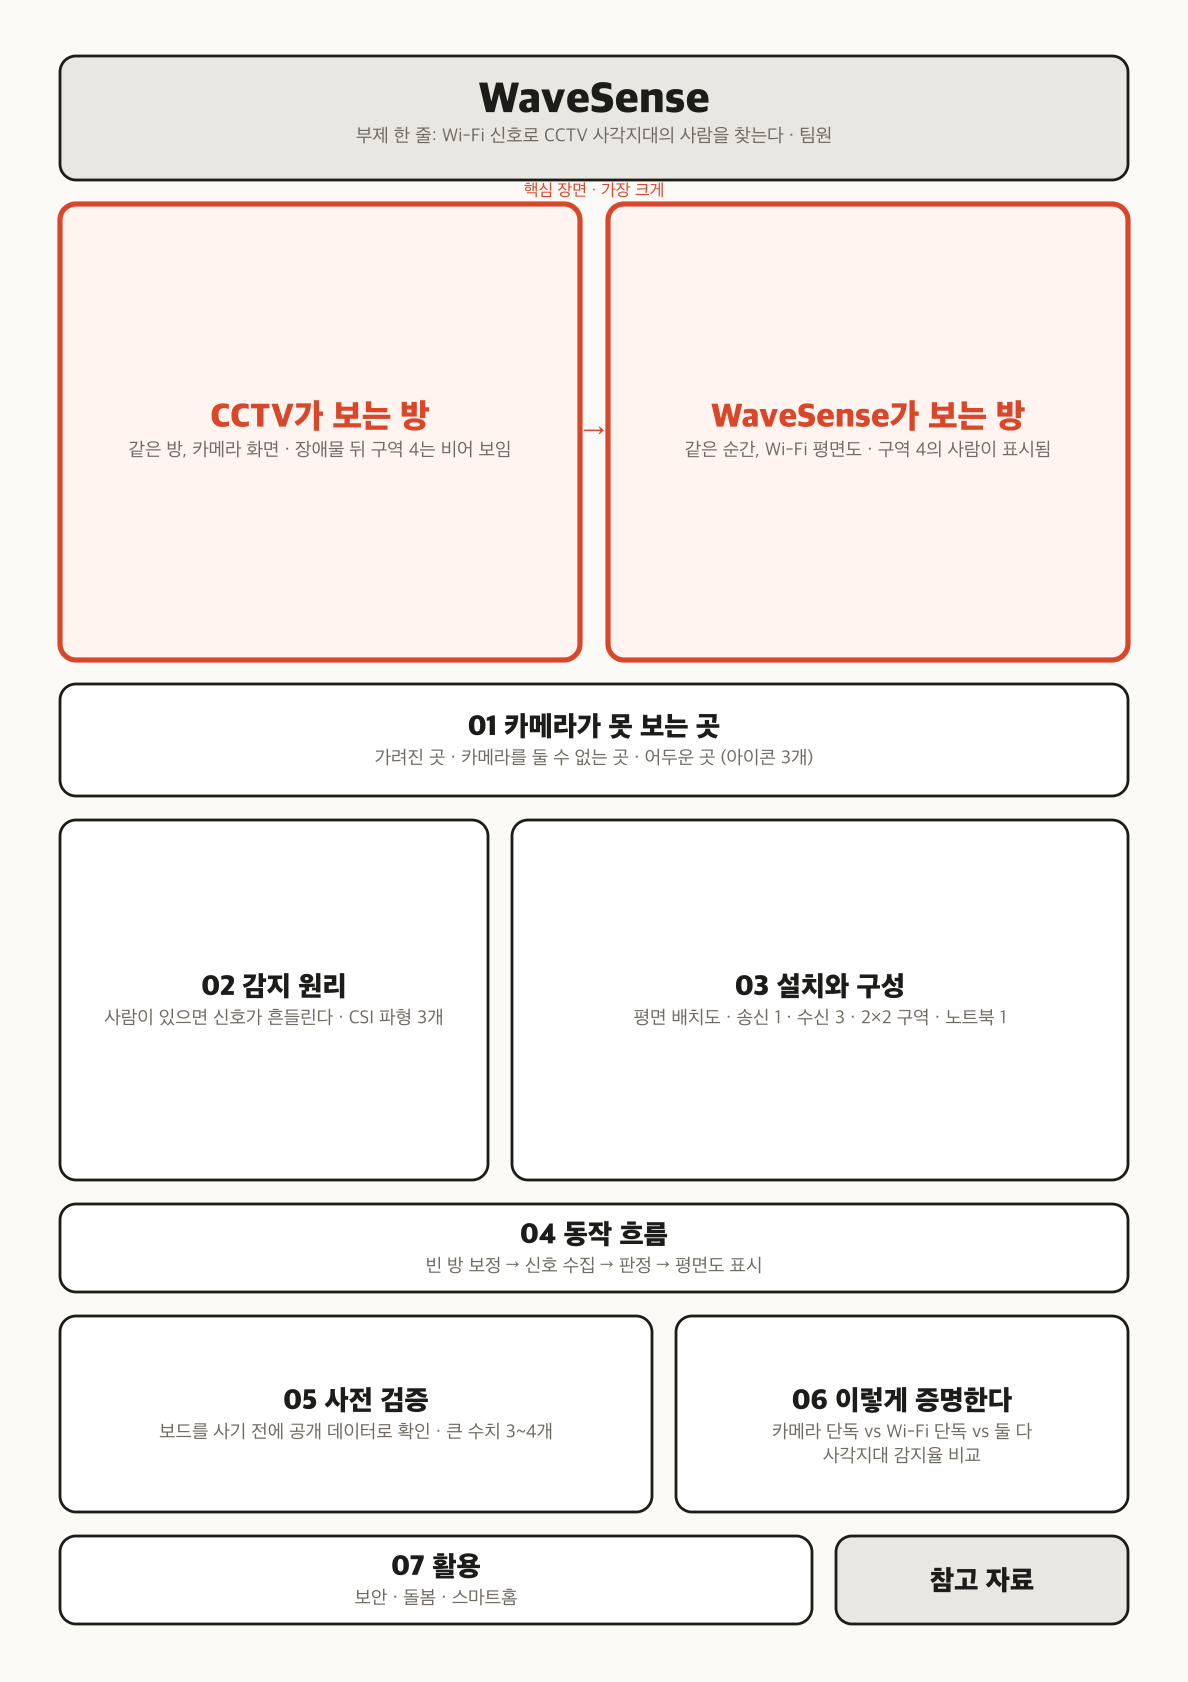 WaveSense
부제 한 줄: Wi-Fi 신호로 CCTV 사각지대의 사람을 찾는다 · 팀원
핵심 장면 · 가장 크게
CCTV가 보는 방
같은 방, 카메라 화면 · 장애물 뒤 구역 4는 비어 보임
→
WaveSense가 보는 방
같은 순간, Wi-Fi 평면도 · 구역 4의 사람이 표시됨
01 카메라가 못 보는 곳
가려진 곳 · 카메라를 둘 수 없는 곳 · 어두운 곳 (아이콘 3개)
02 감지 원리
사람이 있으면 신호가 흔들린다 · CSI 파형 3개
03 설치와 구성
평면 배치도 · 송신 1 · 수신 3 · 2×2 구역 · 노트북 1
04 동작 흐름
빈 방 보정 → 신호 수집 → 판정 → 평면도 표시
05 사전 검증
보드를 사기 전에 공개 데이터로 확인 · 큰 수치 3~4개
06 이렇게 증명한다
카메라 단독 vs Wi-Fi 단독 vs 둘 다
사각지대 감지율 비교
07 활용
보안 · 돌봄 · 스마트홈
참고 자료